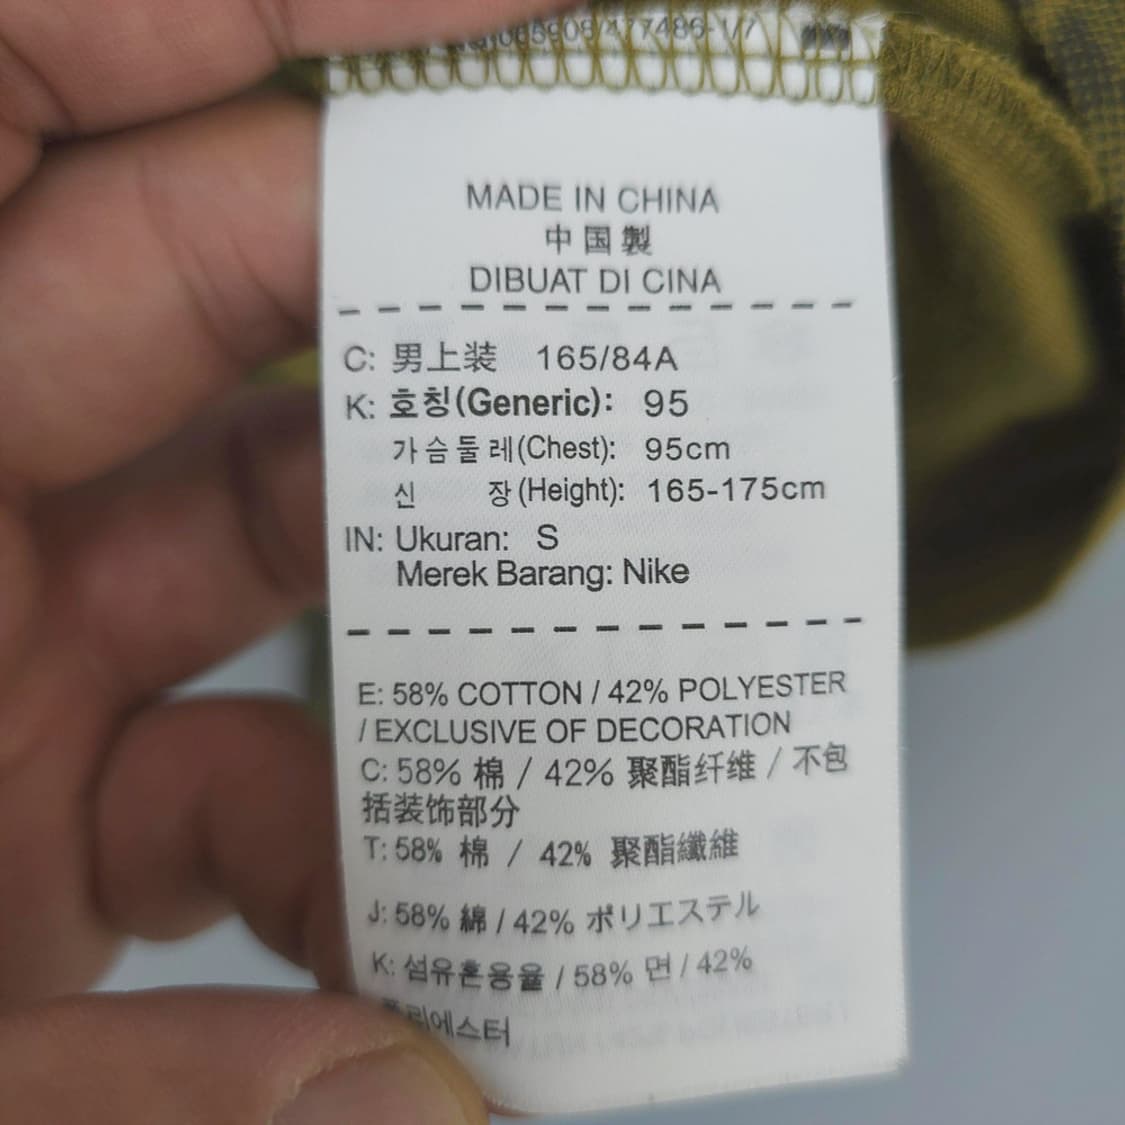 MADE IN CHINA
中国製
DIBUAT DI CINA
C: 男上装 165/84A
K: 호칭(Generic): 95
가슴둘레(Chest): 95cm
신 장(Height): 165-175cm
IN: Ukuran: S
Merek Barang: Nike
E: 58% COTTON / 42% POLYESTER
/ EXCLUSIVE OF DECORATION
C: 58% 棉 / 42% 聚酯纤维 / 不包
括装饰部分
T: 58% 棉 / 42% 聚酯纖維
J: 58% 綿 / 42% ポリエステル
K: 섬유혼용율 / 58% 면 / 42%
폴리에스터